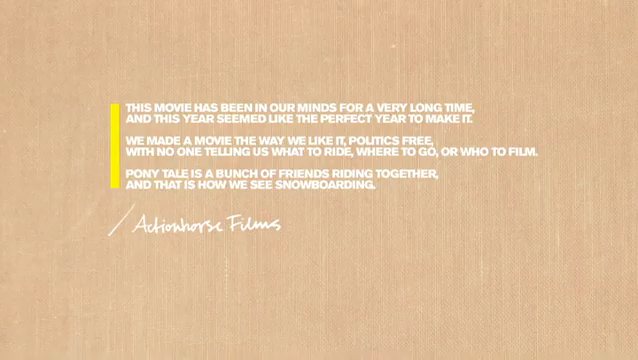 THIS MOVIE HAS BEEN IN OUR MINDS FOR A VERY LONG TIME,
AND THIS YEAR SEEMED LIKE THE PERFECT YEAR TO MAKE IT.
WE MADE A MOVIE THE WAY WE LIKE IT, POLITICS FREE,
WITH NO ONE TELLING US WHAT TO RIDE, WHERE TO GO, OR WHO TO FILM.
PONY TALE IS A BUNCH OF FRIENDS RIDING TOGETHER,
AND THAT IS HOW WE SEE SNOWBOARDING.
/ Actionhorse Films